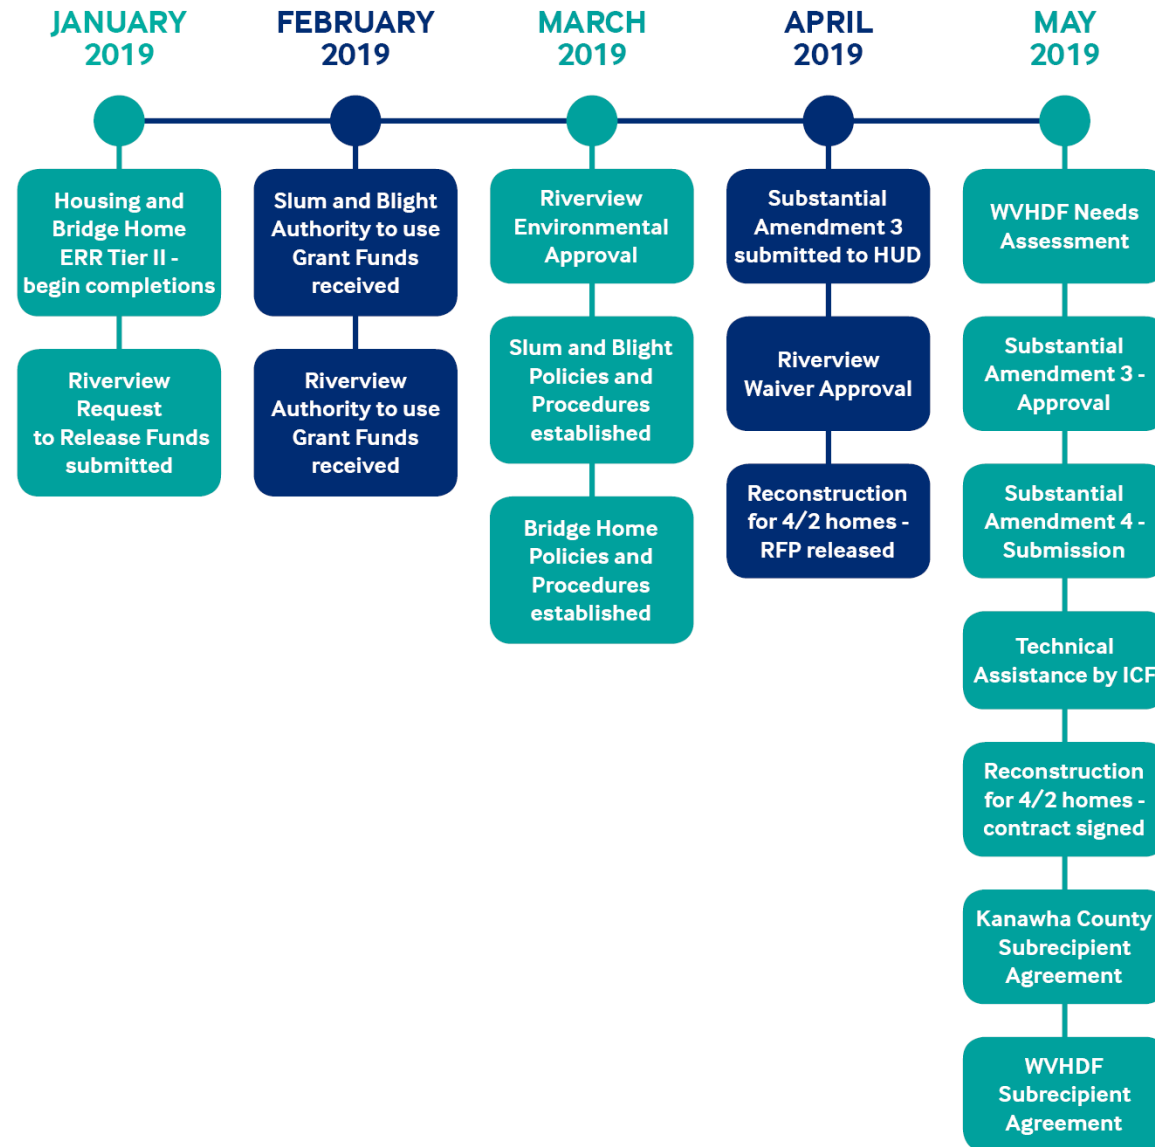 JANUARY
2019
Housing and
Bridge Home
ERR Tier II -
begin completions
Riverview
Request
to Release Funds
submitted
FEBRUARY
2019
Slum and Blight
Authority to use
Grant Funds
received
Riverview
Authority to use
Grant Funds
received
MARCH
2019
Riverview
Environmental
Approval
Slum and Blight
Policies and
Procedures
established
Bridge Home
Policies and
Procedures
established
APRIL
2019
Substantial
Amendment 3
submitted to HUD
Riverview
Waiver Approval
Reconstruction
for 4/2 homes -
RFP released
MAY
2019
WVHDF Needs
Assessment
Substantial
Amendment 3 -
Approval
Substantial
Amendment 4 -
Submission
Technical
Assistance by ICF
Reconstruction
for 4/2 homes -
contract signed
Kanawha County
Subrecipient
Agreement
WVHDF
Subrecipient
Agreement